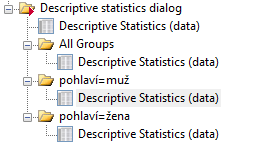 Descriptive statistics dialog
Descriptive Statistics (data)
All Groups
Descriptive Statistics (data)
pohlaví=muž
Descriptive Statistics (data)
pohlaví=žena
Descriptive Statistics (data)